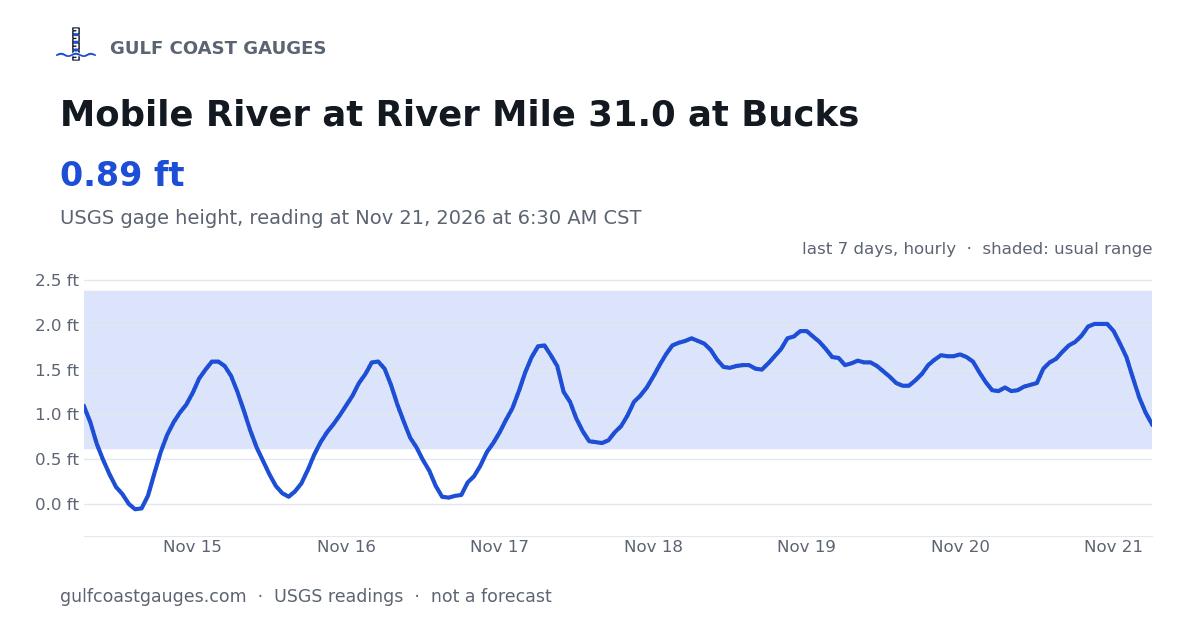 GULF COAST GAUGES
Mobile River at River Mile 31.0 at Bucks
0.89 ft
USGS gage height, reading at Nov 21, 2026 at 6:30 AM CST
last 7 days, hourly · shaded: usual range
2.5 ft
2.0 ft
1.5 ft
1.0 ft
0.5 ft
0.0 ft
Nov 15 Nov 16 Nov 17 Nov 18 Nov 19 Nov 20 Nov 21
gulfcoastgauges.com · USGS readings · not a forecast